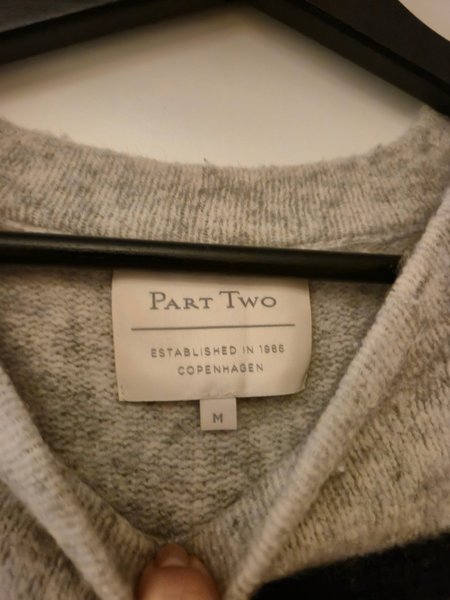 PART TWO
ESTABLISHED IN 1986
COPENHAGEN
M